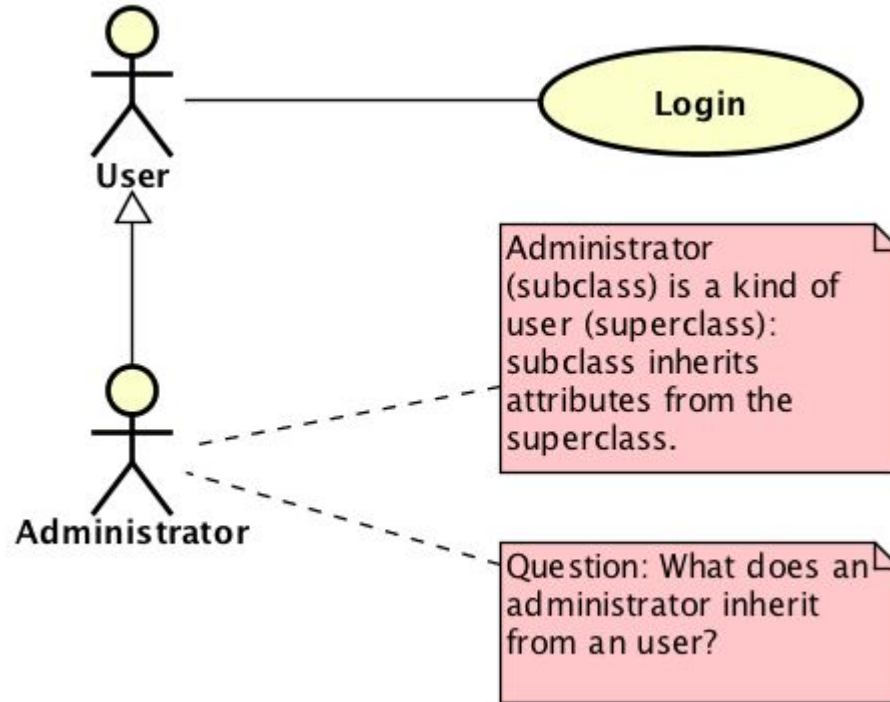 User
Login
Administrator
(subclass) is a kind of
user (superclass):
subclass inherits
attributes from the
superclass.
Administrator
Question: What does an
administrator inherit
from an user?